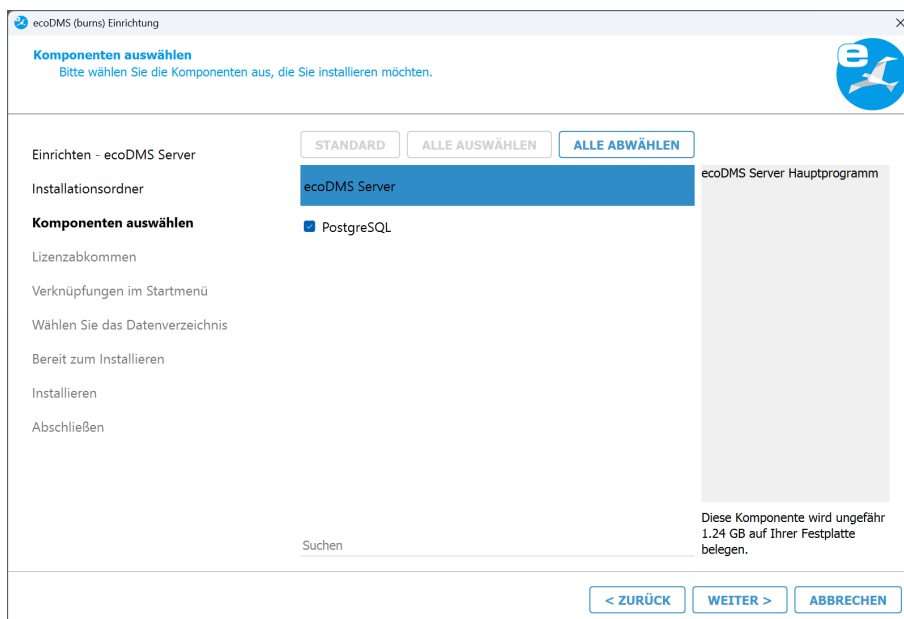 ecoDMS (burns) Einrichtung
Komponenten auswählen
Bitte wählen Sie die Komponenten aus, die Sie installieren möchten.
e
Einrichten - ecoDMS Server
Installationsordner
Komponenten auswählen
Lizenzabkommen
Verknüpfungen im Startmenü
Wählen Sie das Datenverzeichnis
Bereit zum Installieren
Installieren
Abschließen
STANDARD
ALLE AUSWÄHLEN
ALLE ABWÄHLEN
ecoDMS Server
PostgreSQL
Suchen
ecoDMS Server Hauptprogramm
Diese Komponente wird ungefähr
1.24 GB auf Ihrer Festplatte
belegen.
< ZURÜCK
WEITER >
ABBRECHEN